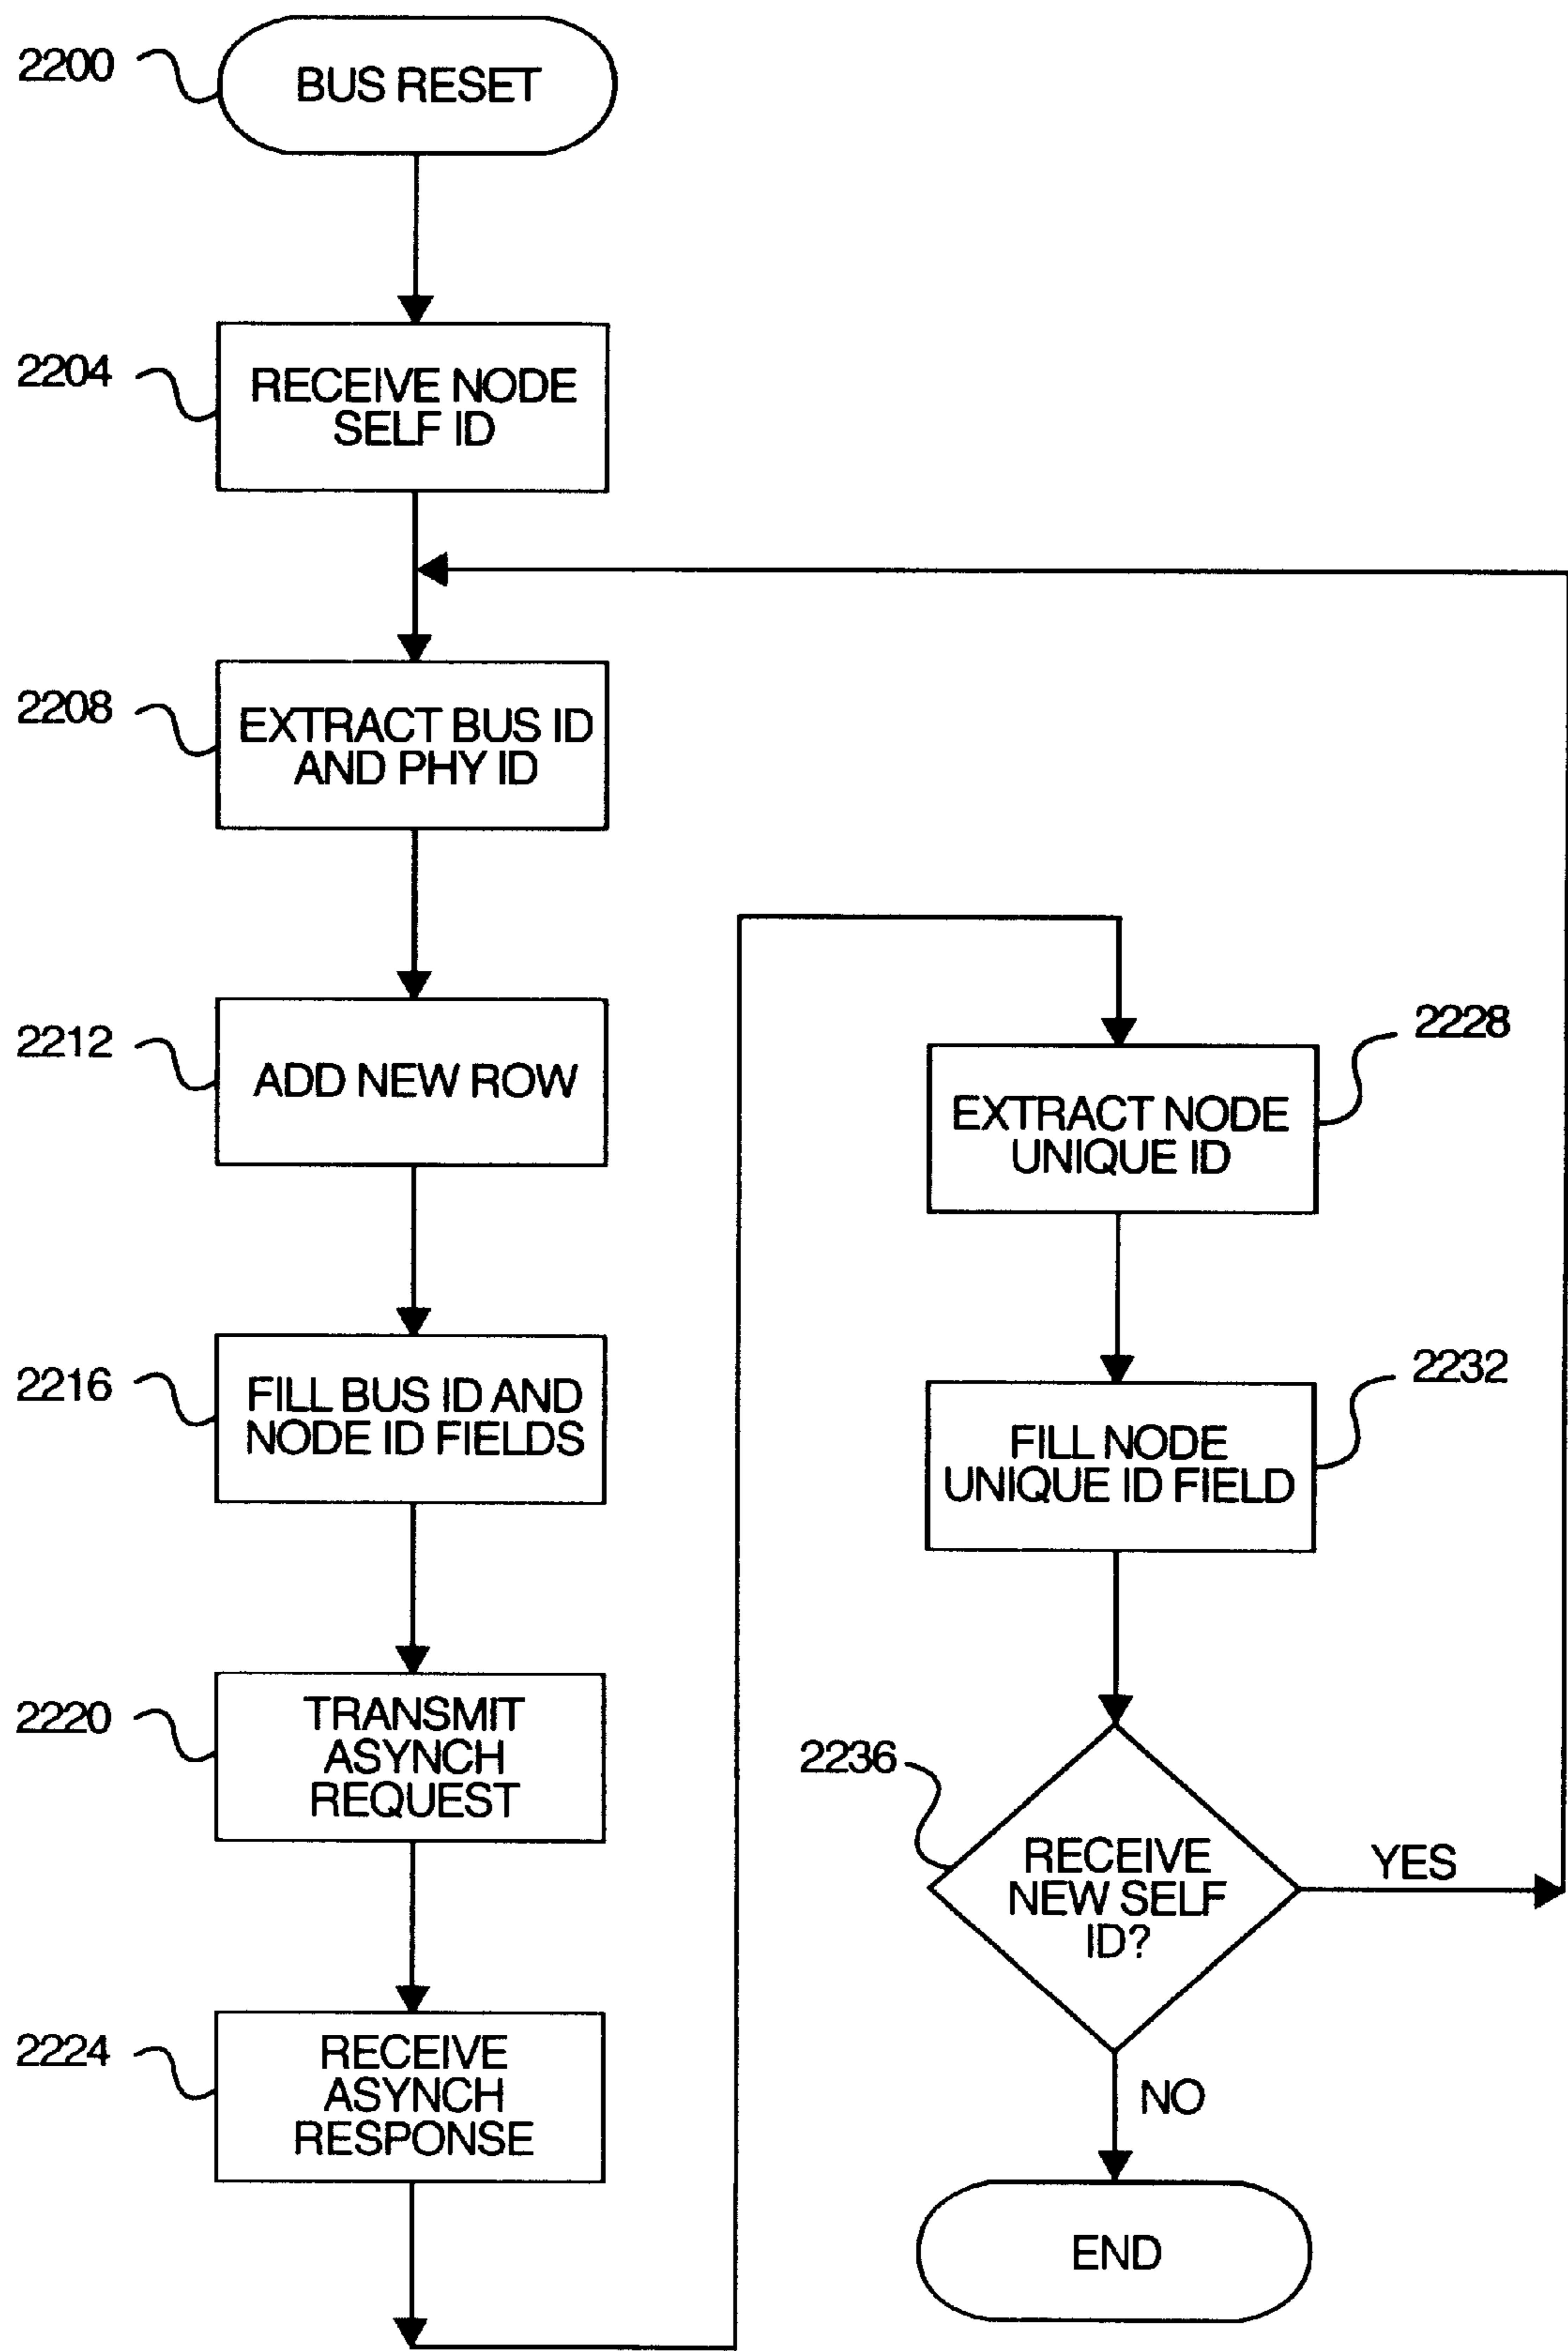 2200
BUS RESET
2204
RECEIVE NODE
SELF ID
2208
EXTRACT BUS ID
AND PHY ID
2212
ADD NEW ROW
2216
FILL BUS ID AND
NODE ID FIELDS
2220
TRANSMIT
ASYNCH
REQUEST
2224
RECEIVE
ASYNCH
RESPONSE
2228
EXTRACT NODE
UNIQUE ID
2232
FILL NODE
UNIQUE ID FIELD
2236
RECEIVE
NEW SELF
ID?
YES
NO
END